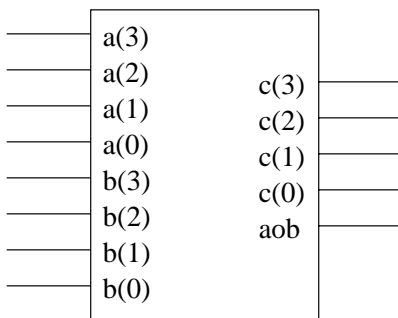 a(3)
a(2)
a(1)
a(0)
b(3)
b(2)
b(1)
b(0)
c(3)
c(2)
c(1)
c(0)
aob